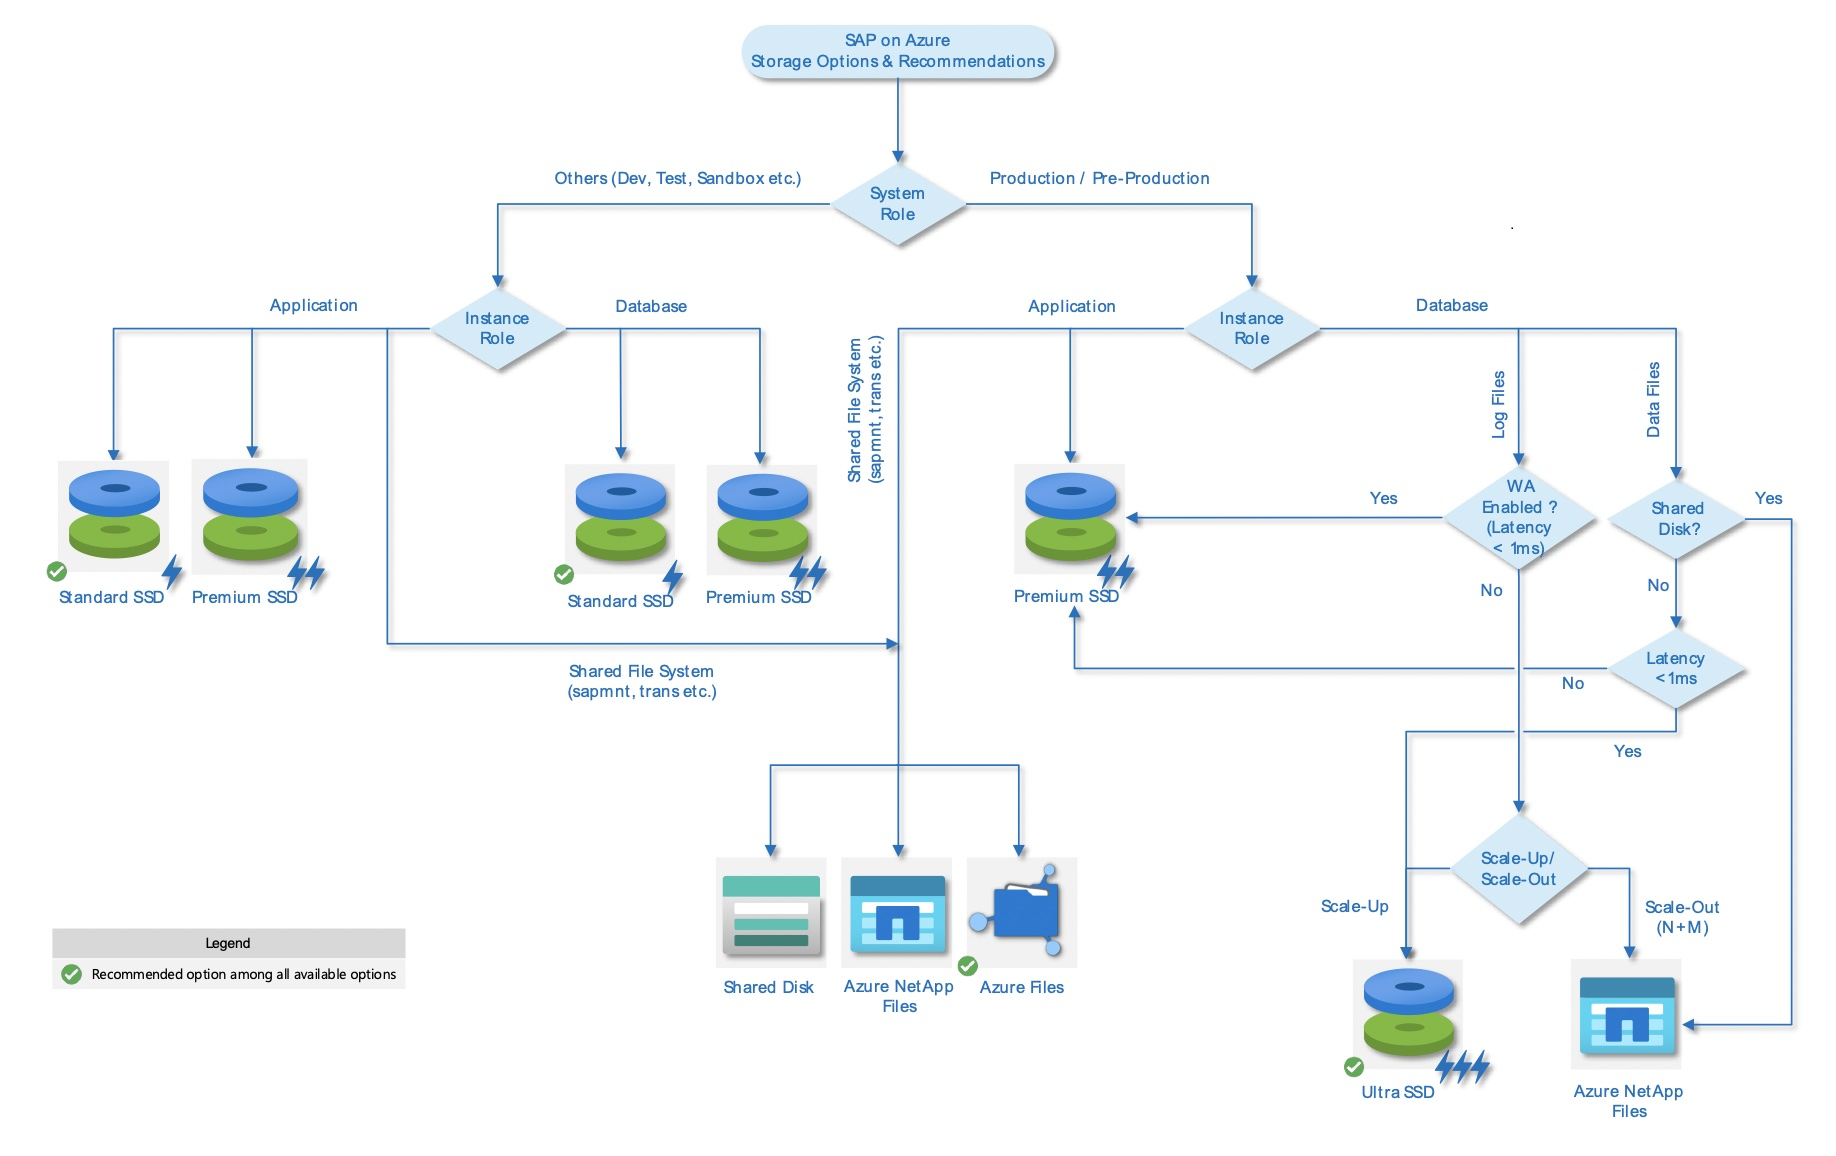 SAP on Azure
Storage Options & Recommendations
Others (Dev, Test, Sandbox etc.)
Production / Pre-Production
System
Role
Application
Instance
Role
Database
Application
Instance
Role
Database
Shared File System
(sapmnt, trans etc.)
Log Files
Data Files
WA
Enabled ?
(Latency
< 1ms)
Yes
Shared
Disk?
Yes
No
No
Standard SSD
Premium SSD
Standard SSD
Premium SSD
Premium SSD
Shared File System
(sapmnt, trans etc.)
Latency
<1ms
No
Yes
Scale-Up/
Scale-Out
Scale-Up
Scale-Out
(N+M)
Legend
Recommended option among all available options
Shared Disk
Azure NetApp
Files
Azure Files
Ultra SSD
Azure NetApp
Files